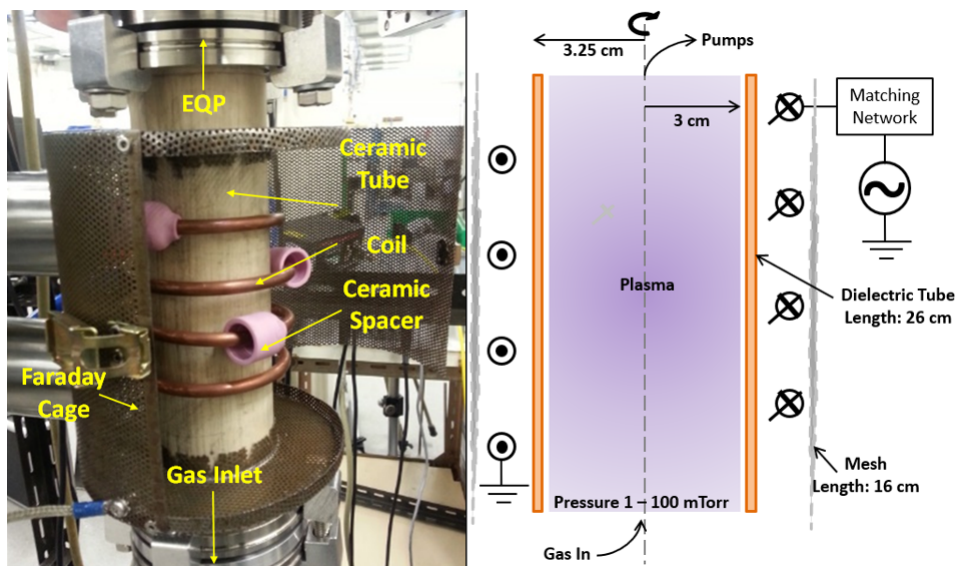 EQP
Ceramic
Tube
Coil
Ceramic
Spacer
Faraday
Cage
Gas Inlet
3.25 cm
Pumps
3 cm
Matching
Network
Plasma
Dielectric Tube
Length: 26 cm
Mesh
Length: 16 cm
Pressure 1 – 100 mTorr
Gas In